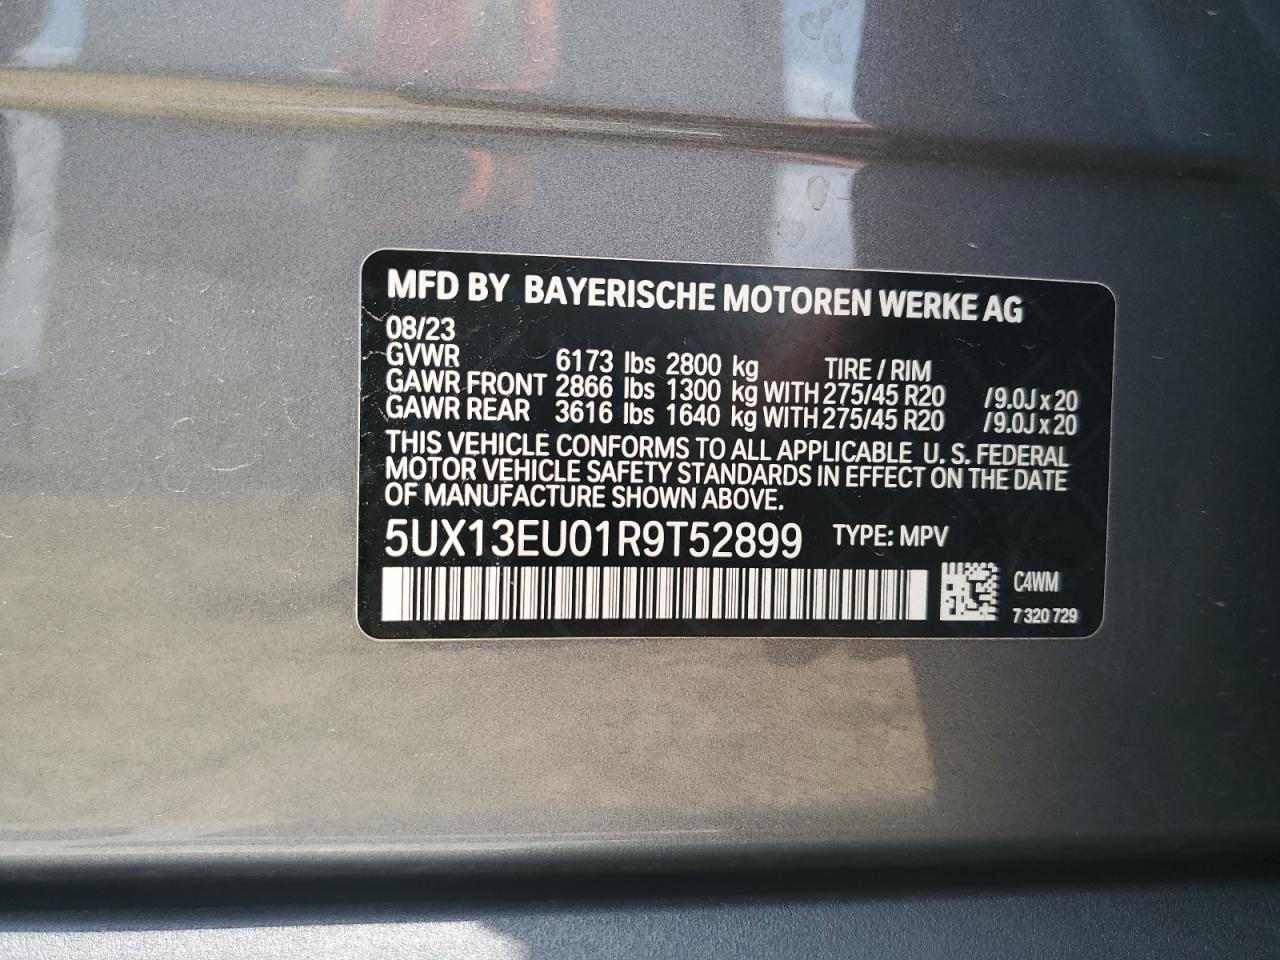 MFD BY BAYERISCHE MOTOREN WERKE AG
08/23
GVWR 6173 lbs 2800 kg TIRE / RIM
GAWR FRONT 2866 lbs 1300 kg WITH 275/45 R20 /9.0J x 20
GAWR REAR 3616 lbs 1640 kg WITH 275/45 R20 /9.0J x 20
THIS VEHICLE CONFORMS TO ALL APPLICABLE U. S. FEDERAL
MOTOR VEHICLE SAFETY STANDARDS IN EFFECT ON THE DATE
OF MANUFACTURE SHOWN ABOVE.
5UX13EU01R9T52899 TYPE: MPV
C4WM
7 320 729